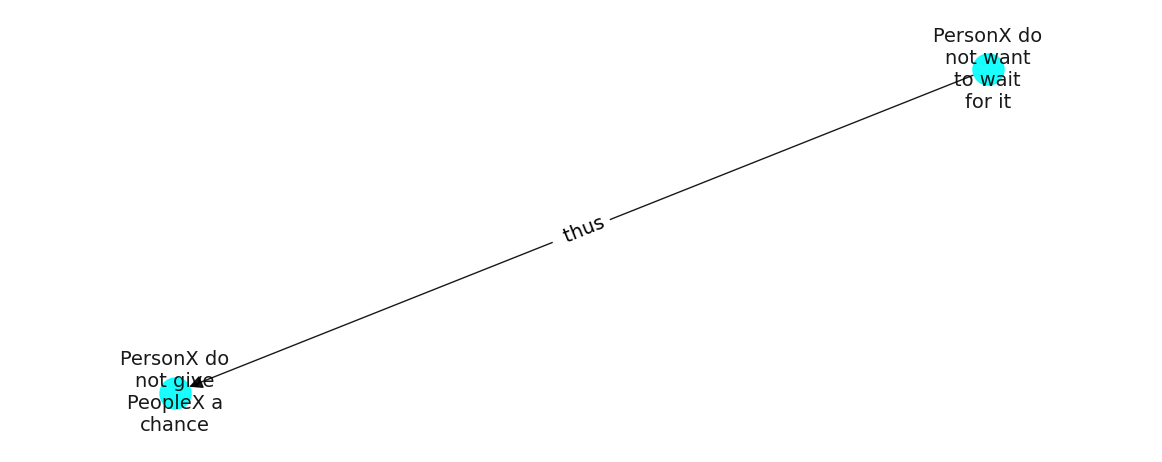 PersonX do
not want
to wait
for it
thus
PersonX do
not give
PeopleX a
chance